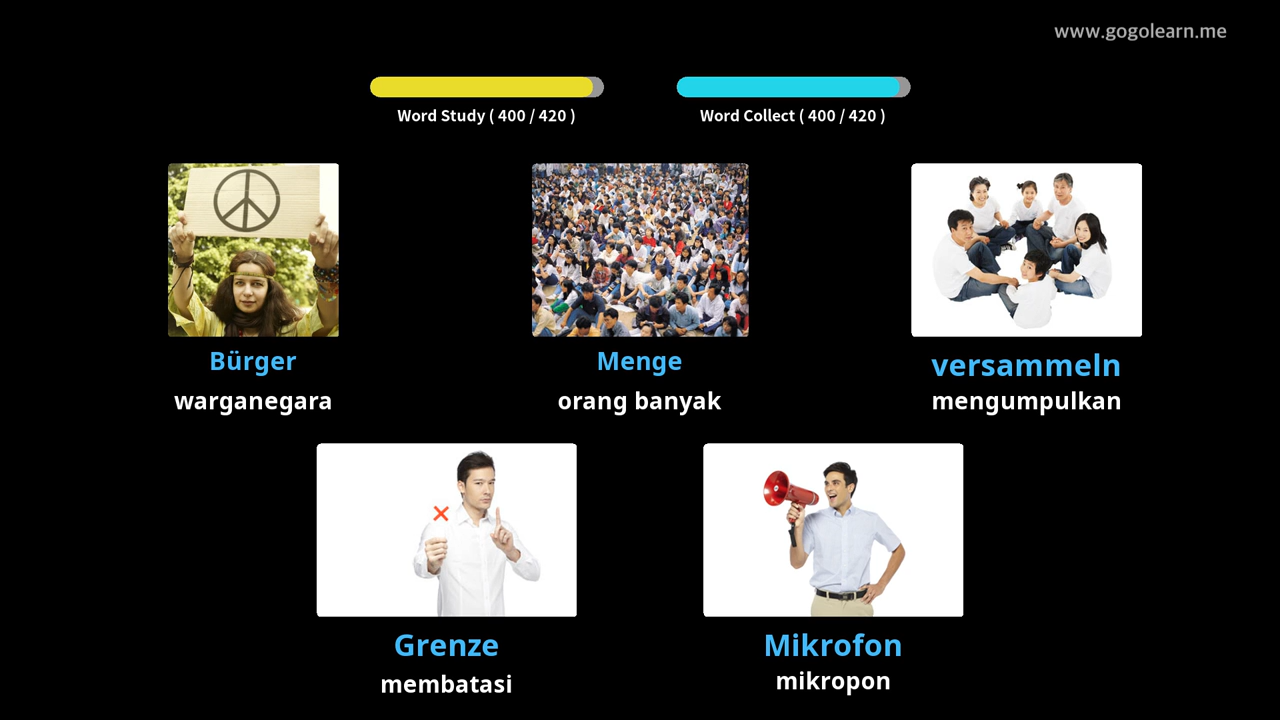 www.gogolearn.me
Word Study ( 400 / 420 )
Word Collect ( 400 / 420 )
Bürger
warganegara
Menge
orang banyak
versammeln
mengumpulkan
Grenze
membatasi
Mikrofon
mikropon